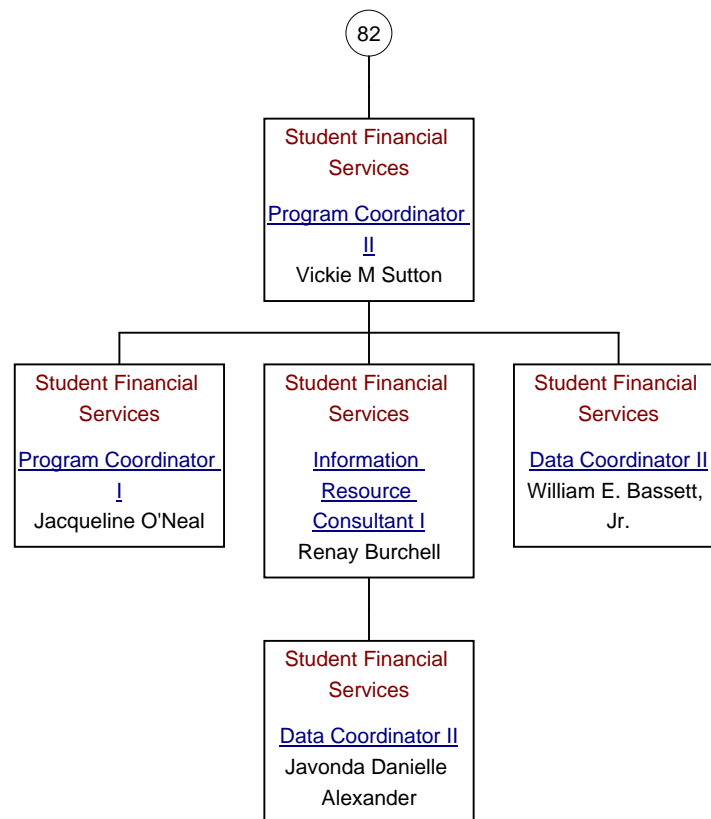 82
Student Financial
Services
Program Coordinator
II
Vickie M Sutton
Student Financial
Services
Program Coordinator
I
Jacqueline O'Neal
Student Financial
Services
Information
Resource
Consultant I
Renay Burchell
Student Financial
Services
Data Coordinator II
William E. Bassett,
Jr.
Student Financial
Services
Data Coordinator II
Javonda Danielle
Alexander